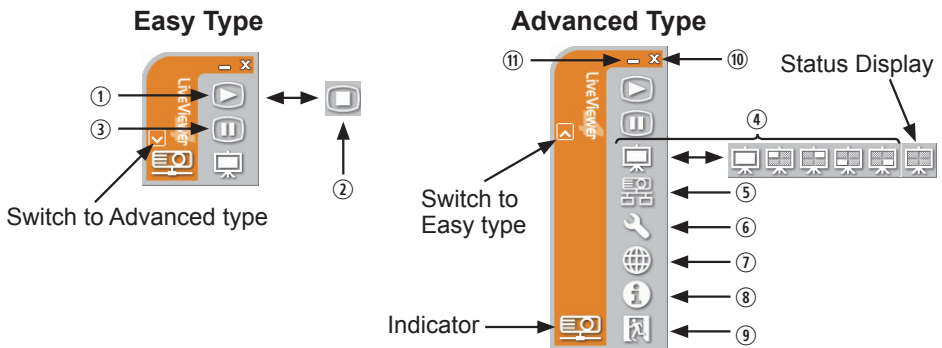 Easy Type
Advanced Type
⑪
⑩
Status Display
①
②
③
④
LIVEVIEWER
LIVEVIEWER
Switch to Advanced type
Switch to
Easy type
⑤
⑥
⑦
⑧
Indicator
⑨